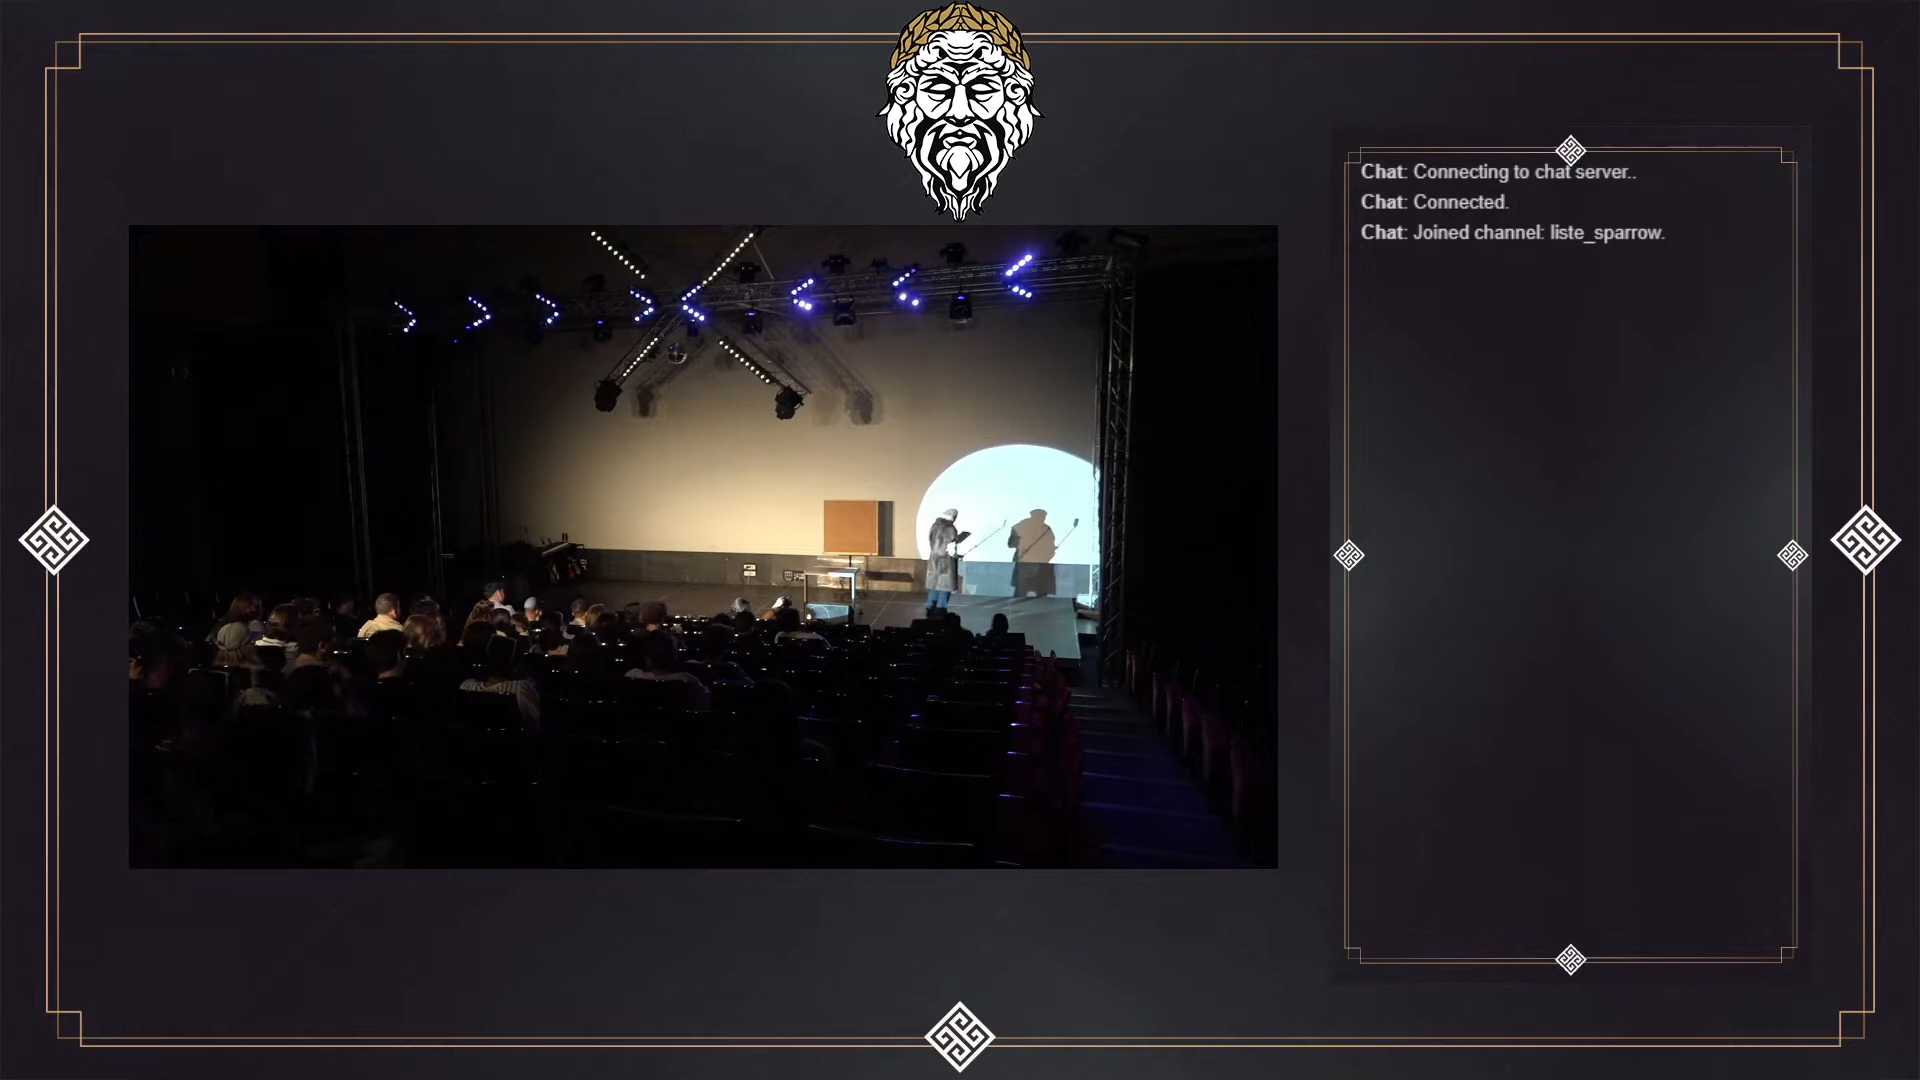 Chat: Connecting to chat server..
Chat: Connected.
Chat: Joined channel: liste_sparrow.